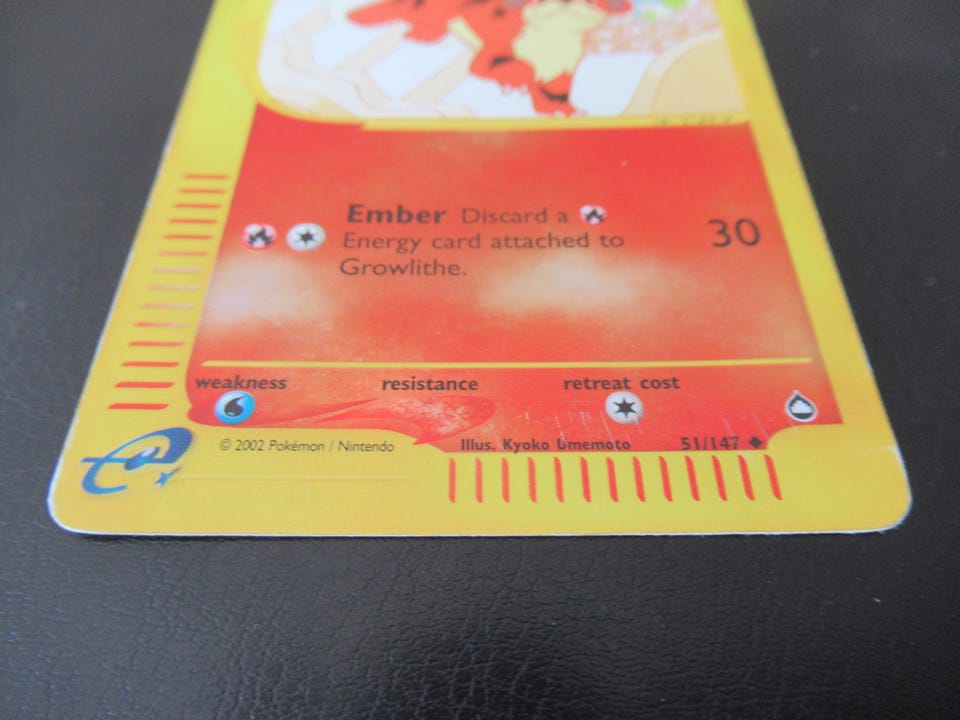 Ember Discard a
Energy card attached to
Growlithe.
30
weakness
resistance
retreat cost
© 2002 Pokémon / Nintendo
Illus. Kyoko Umemoto
51/147